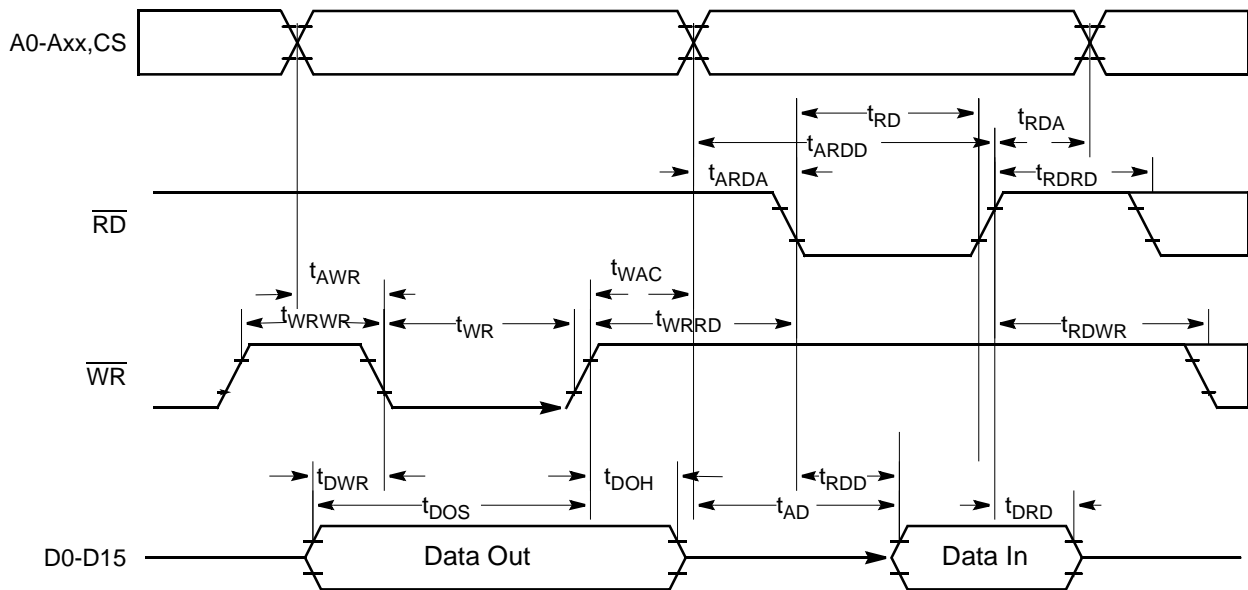 A0-Axx,CS
tRD
tRDA
tARDD
tARDA
tRDRD
RD
tAWR
tWAC
tWRWR
tWR
tWRRD
tRDWR
WR
tDWR
tDOH
tRDD
tDOS
tAD
tDRD
D0-D15
Data Out
Data In